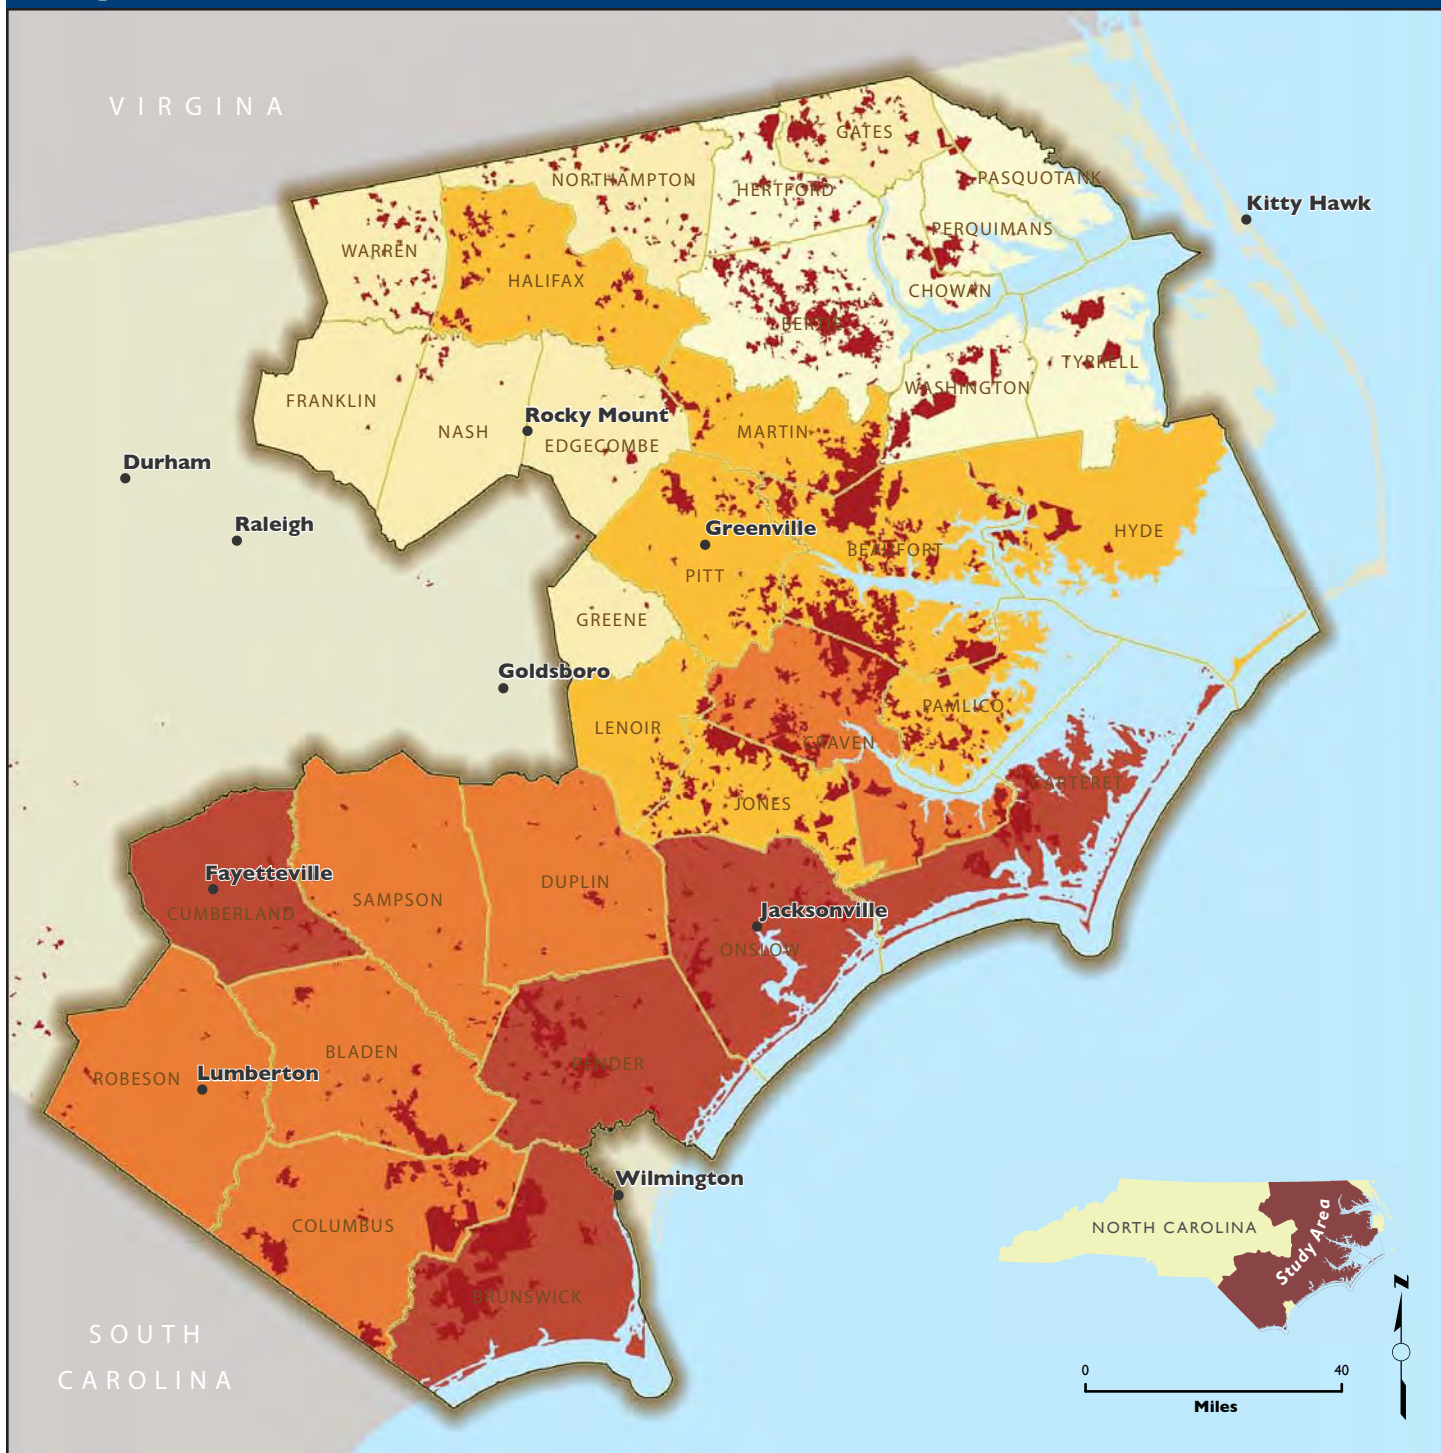 VIRGINA
GATES
NORTHAMPTON
HERTFORD
PASQUOTANK
Kitty Hawk
WARREN
PERQUIMANS
HALIFAX
CHOWAN
BERTIE
TYRRELL
WASHINGTON
FRANKLIN
Rocky Mount
NASH
EDGECOMBE
MARTIN
Durham
Raleigh
Greenville
HYDE
BEAUFORT
PITT
GREENE
Goldsboro
LENOIR
PAMLICO
CRAVEN
CARTERET
JONES
Fayetteville
CUMBERLAND
SAMPSON
DUPLIN
Jacksonville
ONSLOW
BLADEN
PENDER
ROBESON
Lumberton
Wilmington
COLUMBUS
BRUNSWICK
NORTH CAROLINA
Study Area
N
SOUTH
CAROLINA
0 40
Miles